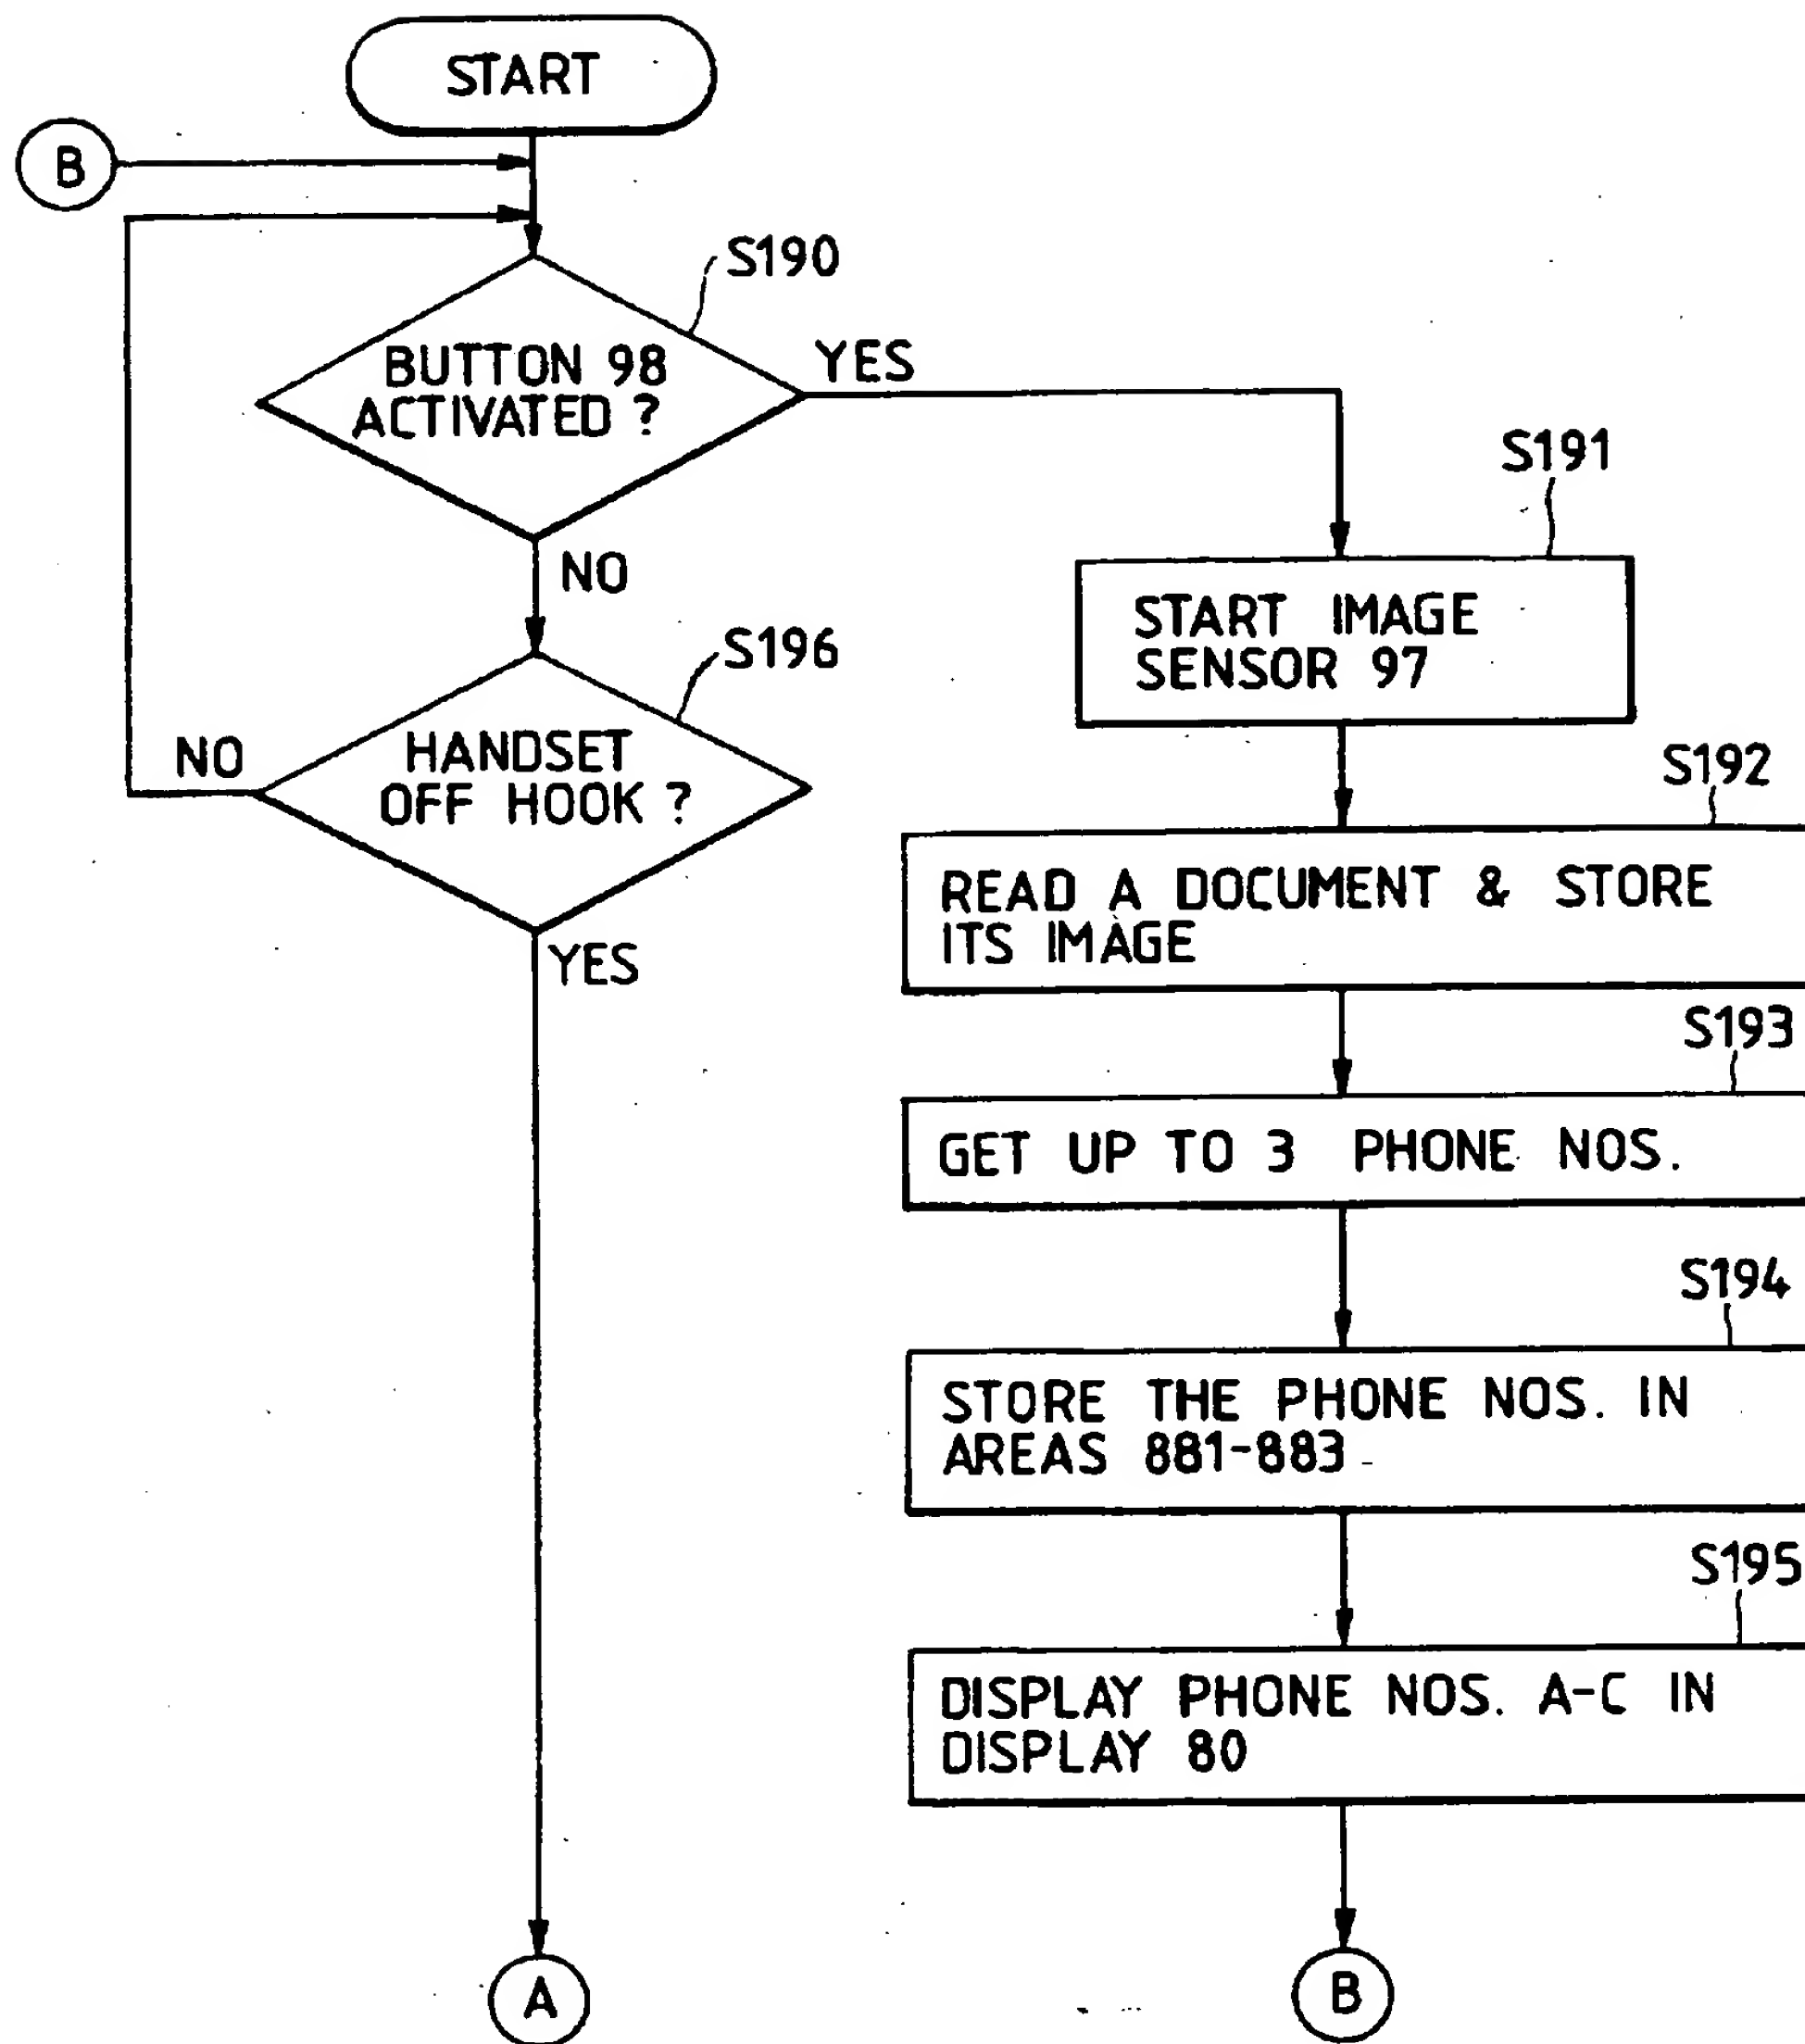 START
B
S190
BUTTON 98
ACTIVATED ?
YES
NO
S191
START IMAGE
SENSOR 97
S196
HANDSET
OFF HOOK ?
NO
YES
S192
READ A DOCUMENT & STORE
ITS IMAGE
S193
GET UP TO 3 PHONE NOS.
S194
STORE THE PHONE NOS. IN
AREAS 881-883
S195
DISPLAY PHONE NOS. A-C IN
DISPLAY 80
A
B